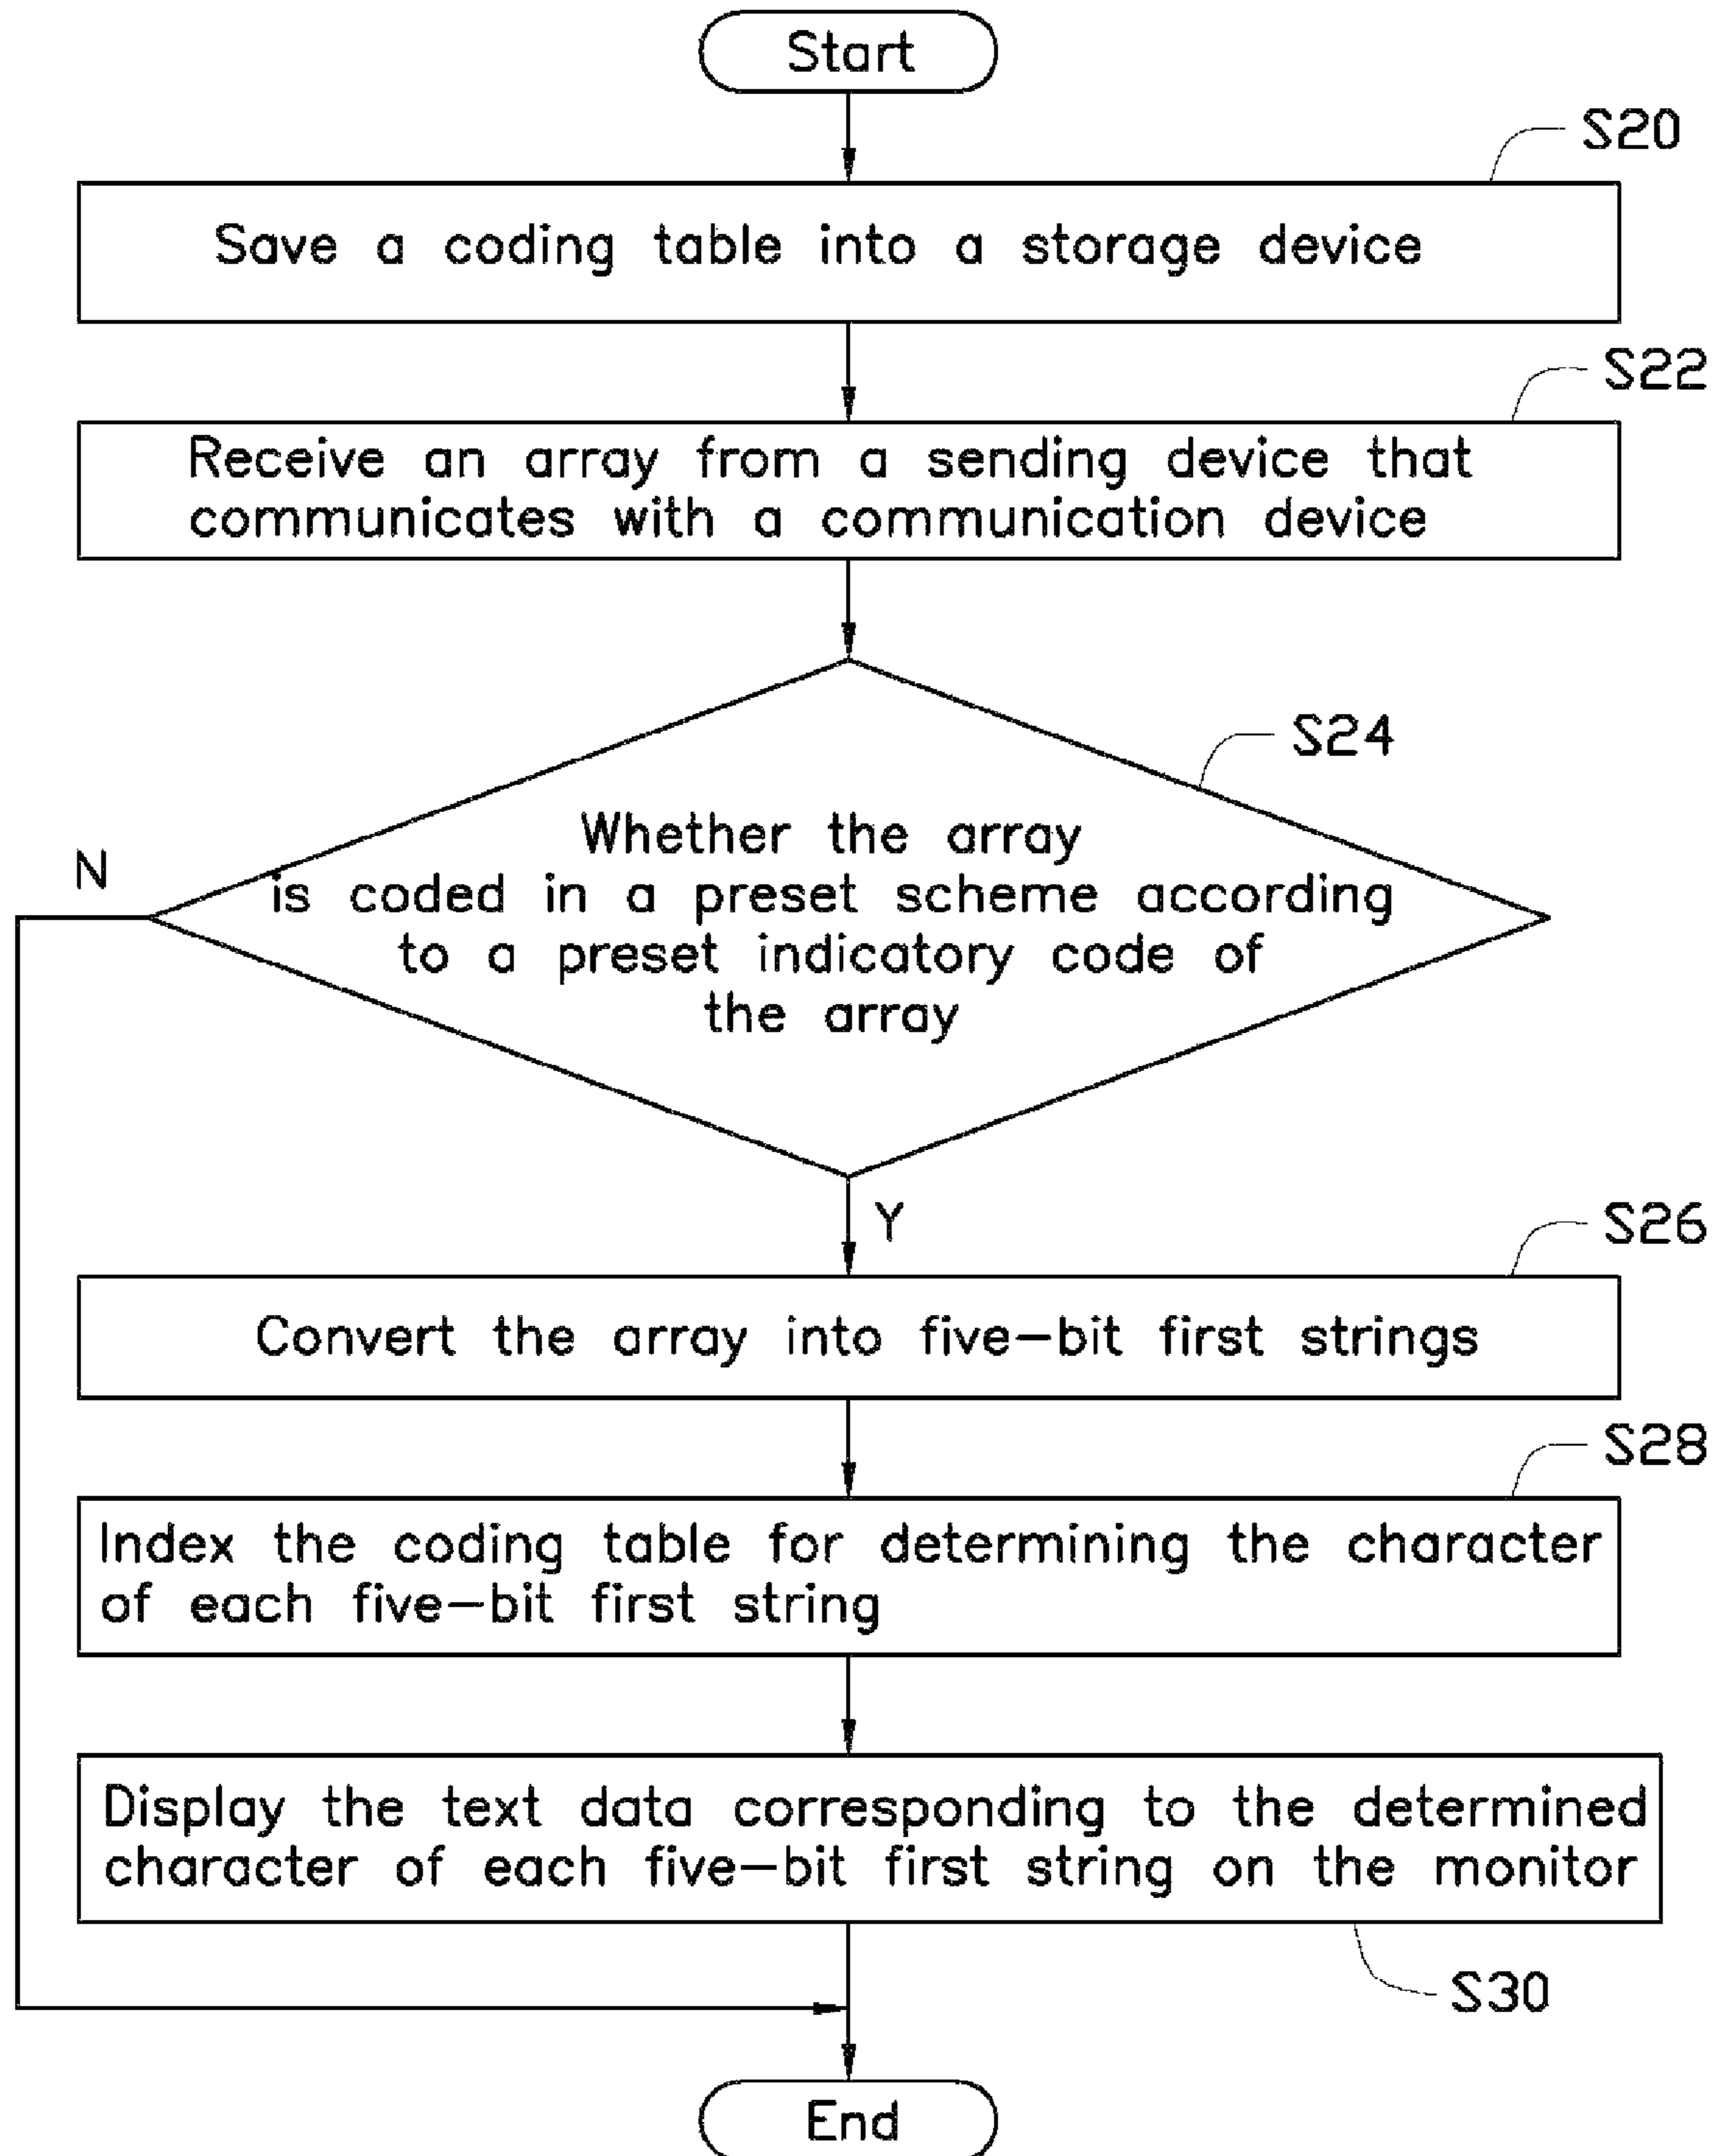 Start
S20
Save a coding table into a storage device
S22
Receive an array from a sending device that
communicates with a communication device
S24
Whether the array
is coded in a preset scheme according
to a preset indicatory code of
the array
N
Y
S26
Convert the array into five-bit first strings
S28
Index the coding table for determining the character
of each five-bit first string
Display the text data corresponding to the determined
character of each five-bit first string on the monitor
S30
End